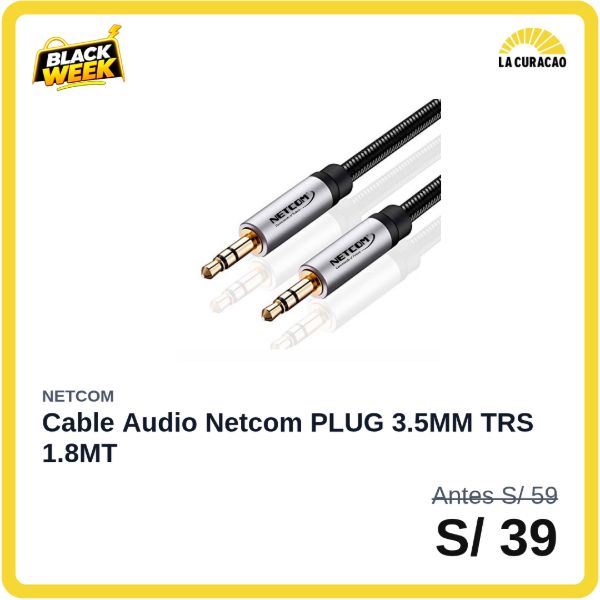 BLACK
WEEK
LA CURACAO
NETCOM
NETCOM
NETCOM
Cable Audio Netcom PLUG 3.5MM TRS
1.8MT
Antes S/ 59
S/ 39